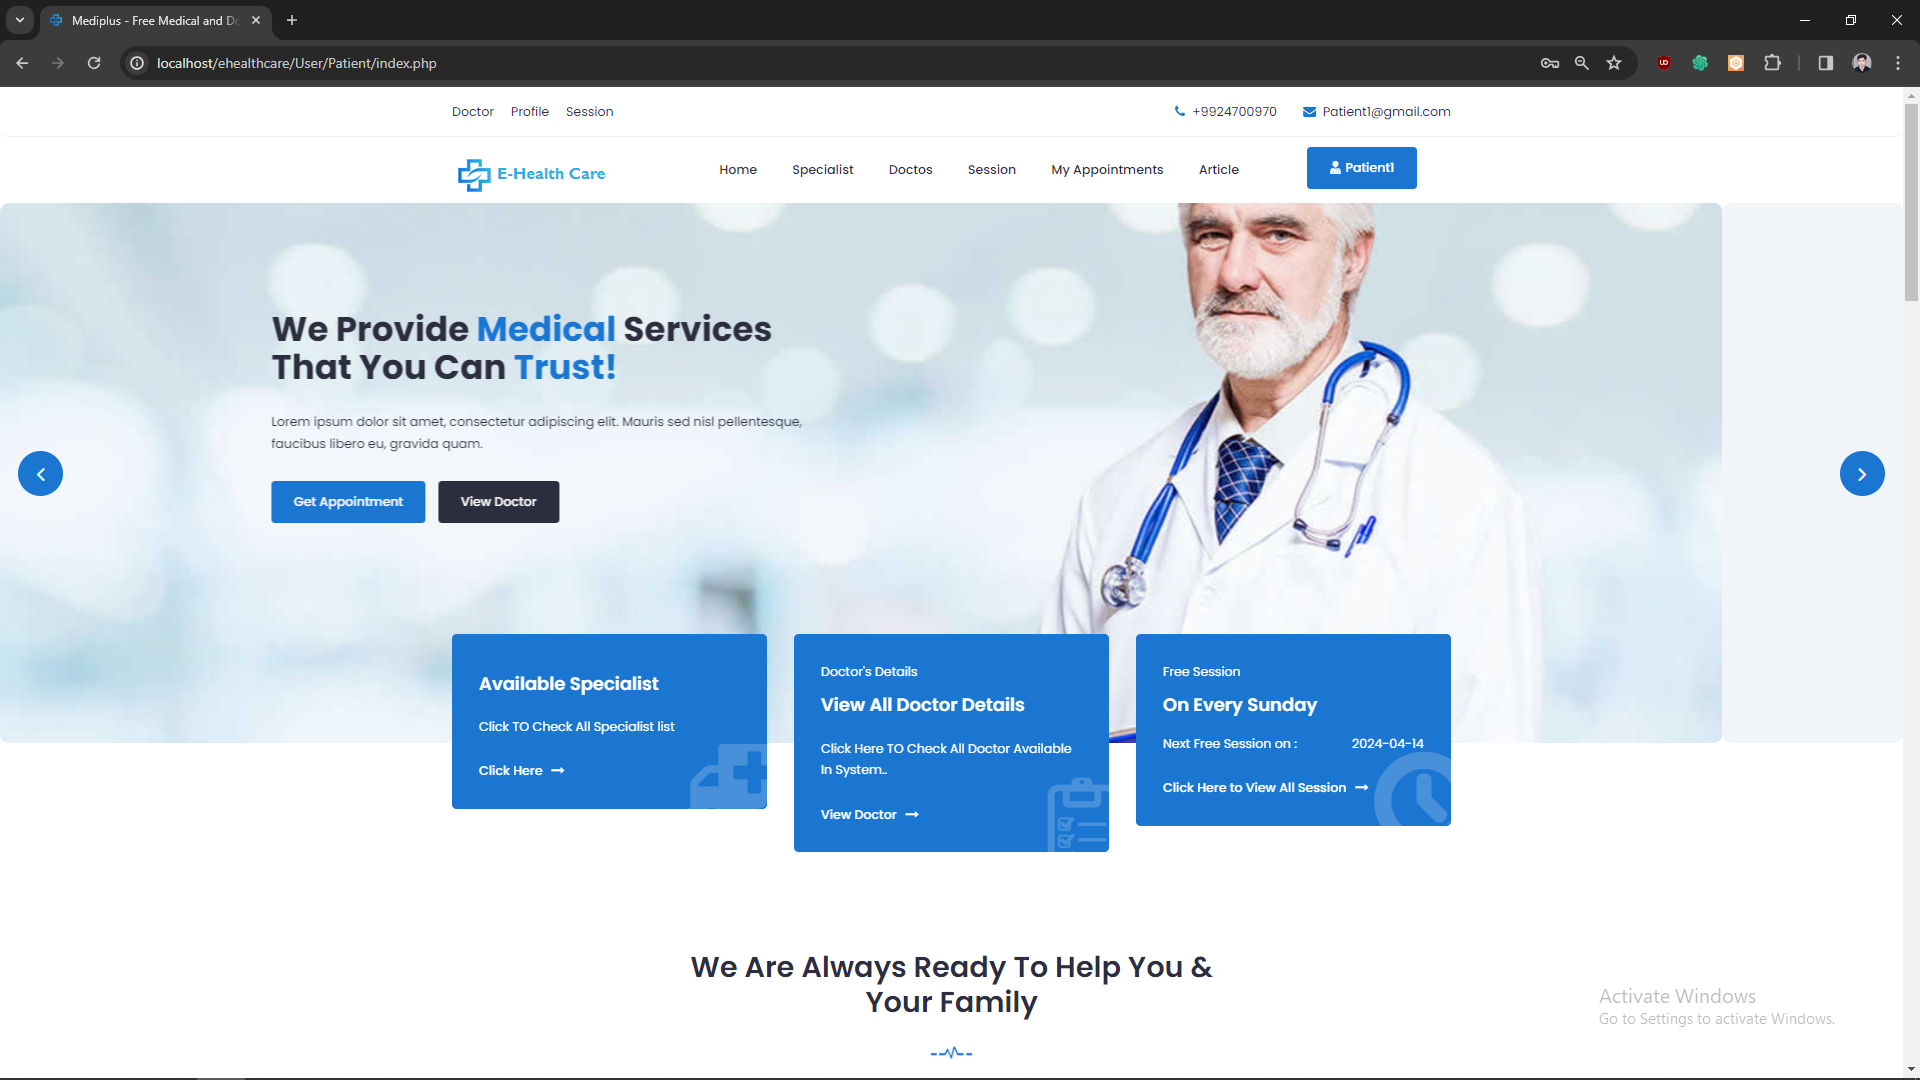 Mediplus - Free Medical and Do
localhost/ehealthcare/User/Patient/index.php
Doctor Profile Session
+9924700970 Patient1@gmail.com
E-Health Care
Home Specialist Doctos Session My Appointments Article
Patient1
We Provide Medical Services
That You Can Trust!
Lorem ipsum dolor sit amet, consectetur adipiscing elit. Mauris sed nisl pellentesque,
faucibus libero eu, gravida quam.
Get Appointment View Doctor
Available Specialist
Click TO Check All Specialist list
Click Here
Doctor's Details
View All Doctor Details
Click Here TO Check All Doctor Available
In System..
View Doctor
Free Session
On Every Sunday
Next Free Session on : 2024-04-14
Click Here to View All Session
We Are Always Ready To Help You &
Your Family
Activate Windows
Go to Settings to activate Windows.